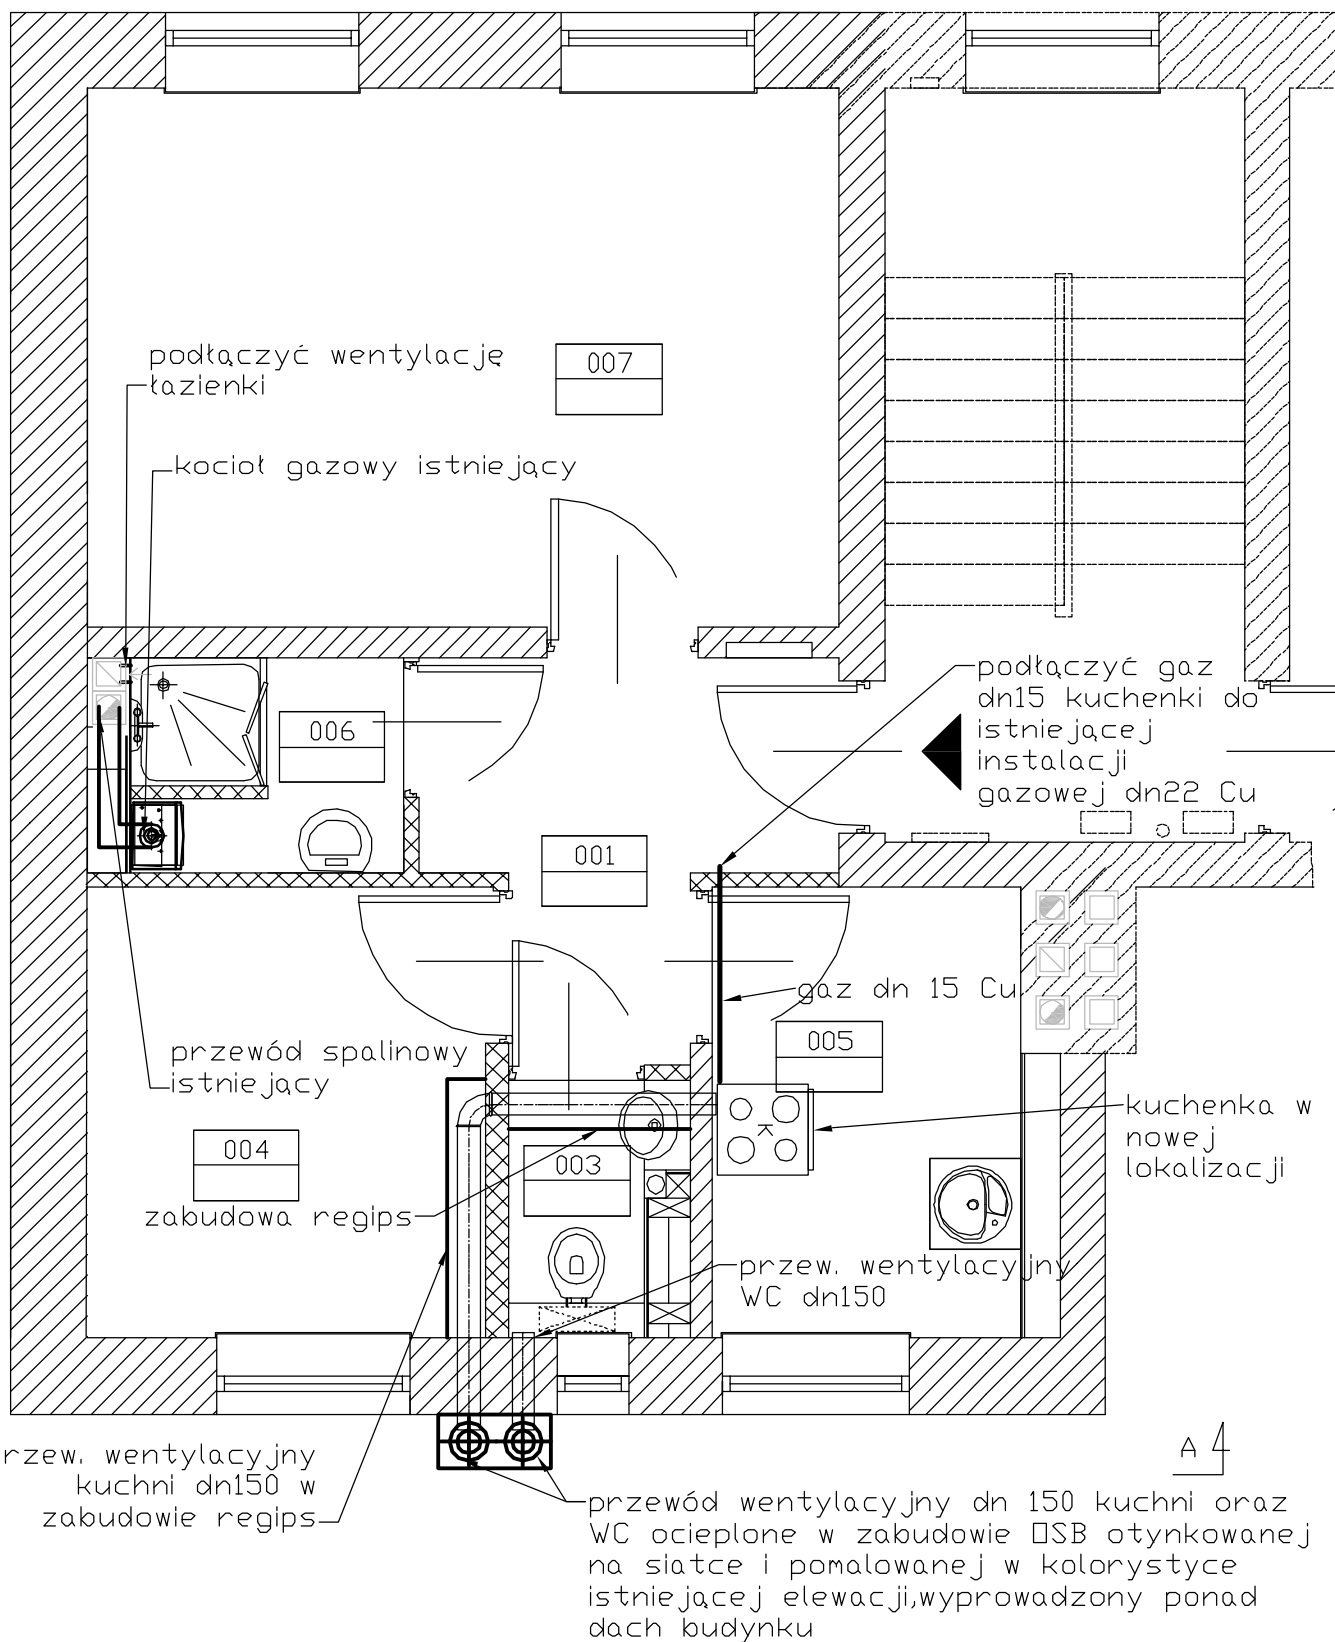 podłączyć wentylację
łazienki
007
kocioł gazowy istniejący
podłączyć gaz
dn15 kuchenki do
istniejącej
instalacji
gazowej dn22 Cu
006
001
gaz dn 15 Cu
005
przewód spalinowy
istniejacy
kuchenka w
nowej
lokalizacji
K
004
003
zabudowa regips
przew. wentylacyjny
WC dn150
rzew. wentylacyjny
kuchni dn150 w
zabudowie regips
A
przewód wentylacyjny dn 150 kuchni oraz
WC ocieplone w zabudowie OSB otynkowanej
na siatce i pomalowanej w kolorystyce
istniejącej elewacji,wyprowadzony ponad
dach budynku